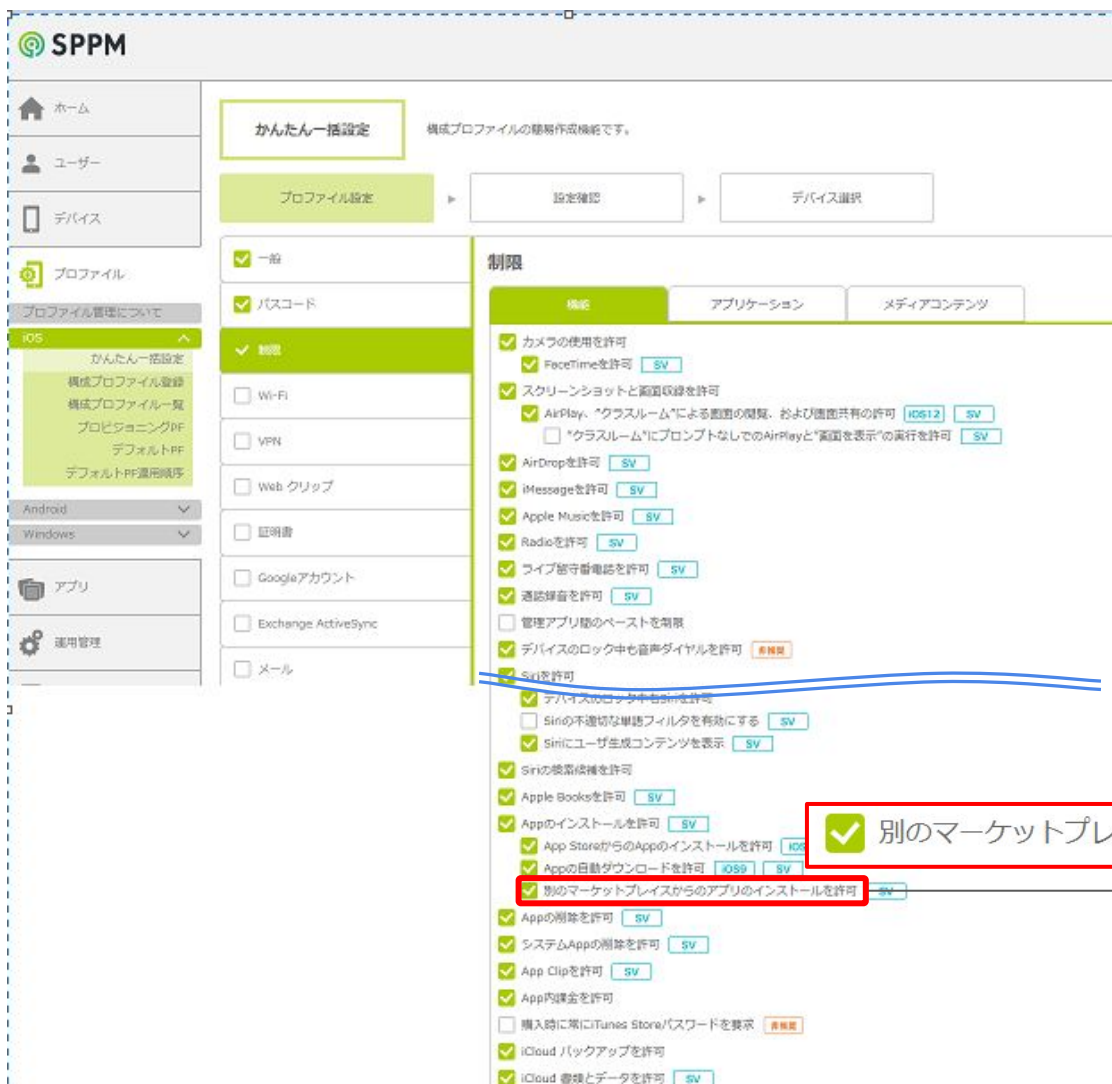 SPPM
ホーム
ユーザー
デバイス
プロファイル
プロファイル管理について
iOS
かんたん一括設定
構成プロファイル登録
構成プロファイル一覧
プロビジョニングPF
デフォルトPF
デフォルトPF適用順序
Android
Windows
アプリ
運用管理
かんたん一括設定
構成プロファイルの簡易作成機能です。
プロファイル設定
設定確認
デバイス選択
一般
パスコード
制限
Wi-Fi
VPN
Web クリップ
証明書
Googleアカウント
Exchange ActiveSync
メール
制限
機能
アプリケーション
メディアコンテンツ
カメラの使用を許可
FaceTimeを許可 SV
スクリーンショットと画面収録を許可
AirPlay、"クラスルーム"による画面の閲覧、および画面共有の許可 iOS12 SV
"クラスルーム"にプロンプトなしでのAirPlayと"画面を表示"の実行を許可 SV
AirDropを許可 SV
iMessageを許可 SV
Apple Musicを許可 SV
Radioを許可 SV
ライブ留守番電話を許可 SV
通話録音を許可 SV
管理アプリ間のペーストを制限
デバイスのロック中も音声ダイヤルを許可 非推奨
Siriを許可
デバイスのロック中もSiriを許可
Siriの不適切な単語フィルタを有効にする SV
Siriにユーザ生成コンテンツを表示 SV
Siriの検索候補を許可
Apple Booksを許可 SV
Appのインストールを許可 SV
App StoreからのAppのインストールを許可
Appの自動ダウンロードを許可 iOS9 SV
別のマーケットプレイスからのアプリのインストールを許可 SV
別のマーケットプレ
Appの削除を許可 SV
システムAppの削除を許可 SV
App Clipを許可 SV
App内課金を許可
購入時に常にiTunes Storeパスワードを要求 非推奨
iCloud バックアップを許可
iCloud 書類とデータを許可 SV